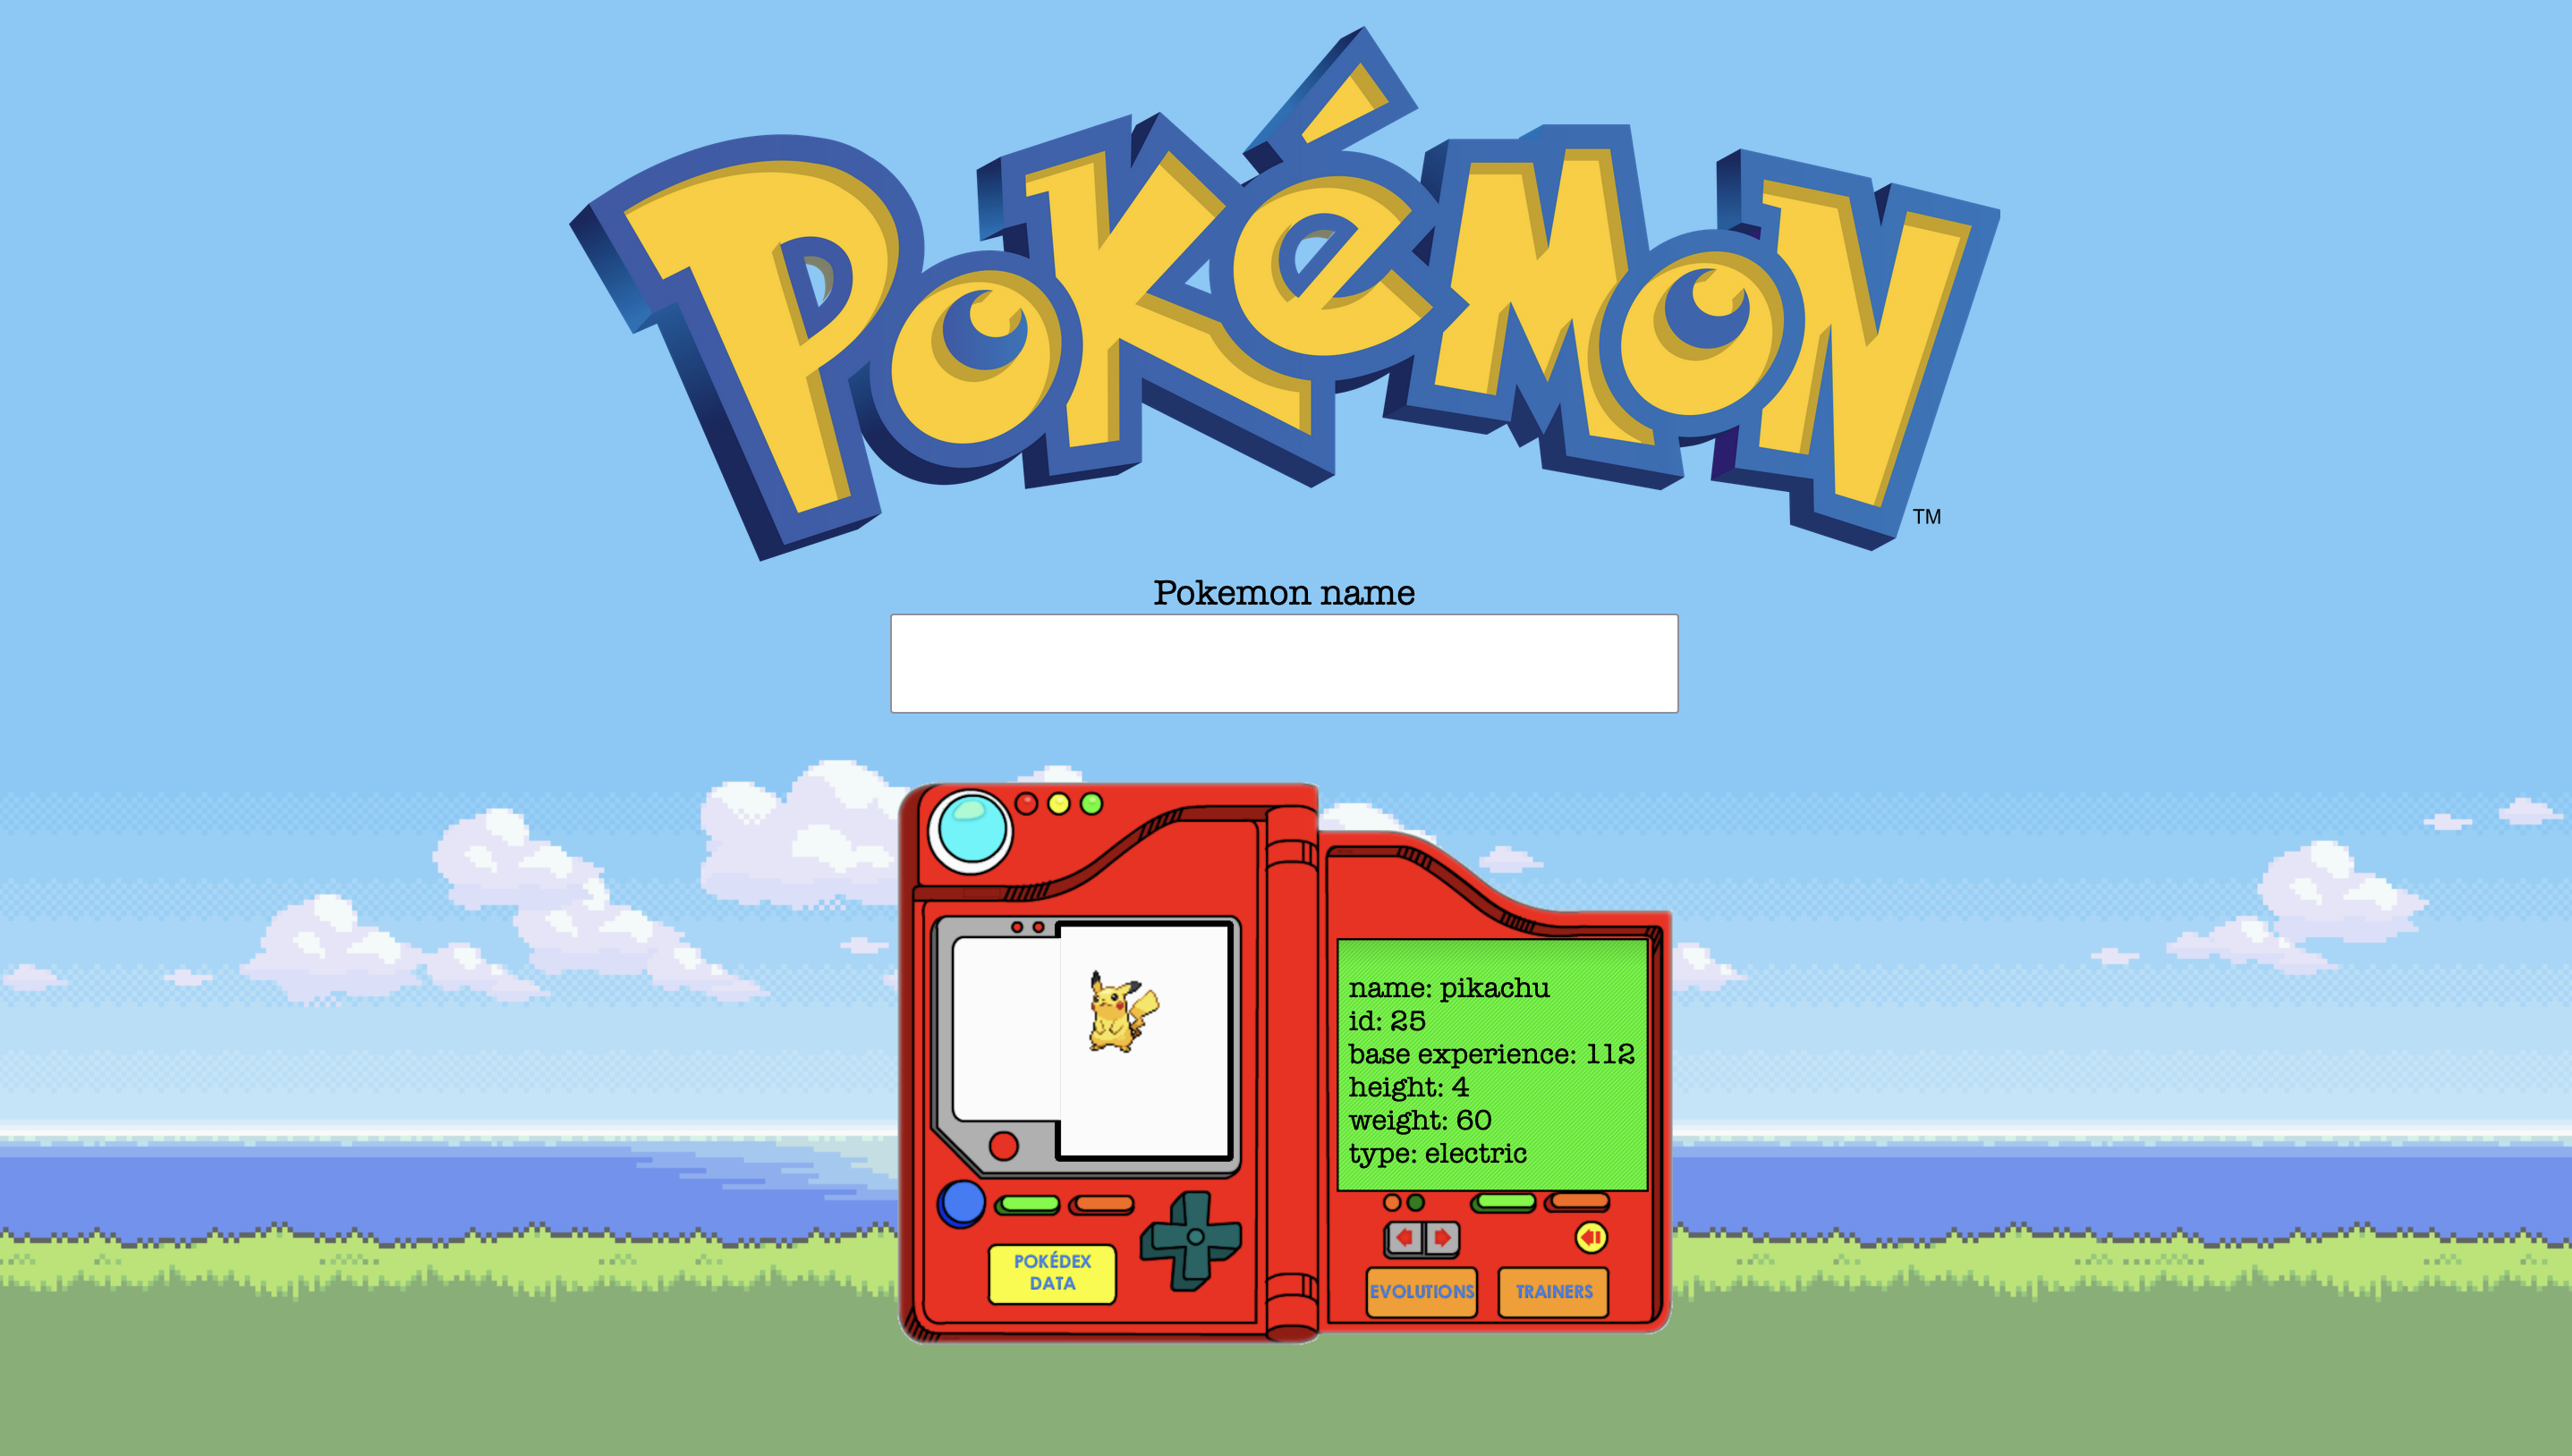 POKéMON
TM
Pokemon name
name: pikachu
id: 25
base experience: 112
height: 4
weight: 60
type: electric
POKÉDEX
DATA
EVOLUTIONS
TRAINERS